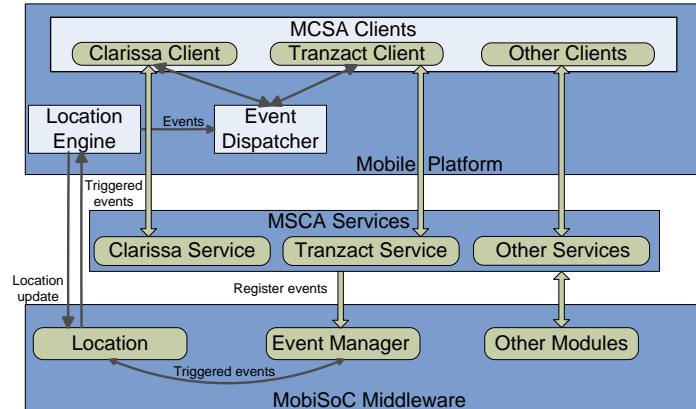 MCSA Clients
Clarissa Client
Tranzact Client
Other Clients
Location
Engine
Events
Event
Dispatcher
Mobile Platform
Triggered
events
MSCA Services
Clarissa Service
Tranzact Service
Other Services
Location
update
Register events
Location
Event Manager
Other Modules
Triggered events
MobiSoC Middleware